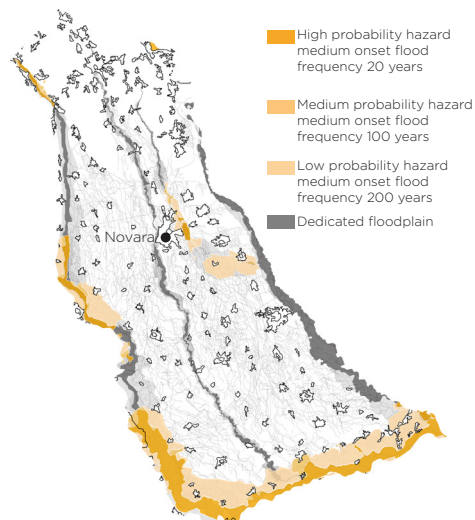 High probability hazard
medium onset flood
frequency 20 years
Medium probability hazard
medium onset flood
frequency 100 years
Low probability hazard
medium onset flood
frequency 200 years
Dedicated floodplain
Novara